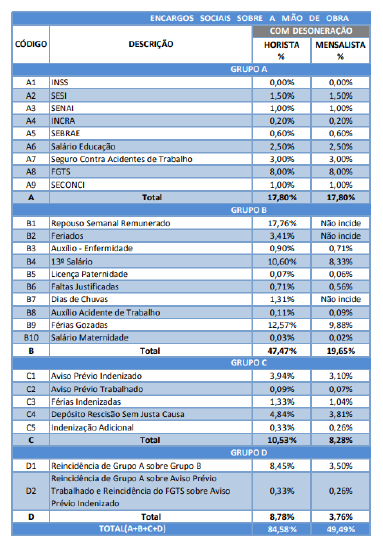 ENCARGOS SOCIAIS SOBRE A MÃO DE OBRA
CÓDIGO DESCRIÇÃO COM DESONERAÇÃO
HORISTA % MENSALISTA %
GRUPO A
A1 INSS 0,00% 0,00%
A2 SESI 1,50% 1,50%
A3 SENAI 1,00% 1,00%
A4 INCRA 0,20% 0,20%
A5 SEBRAE 0,60% 0,60%
A6 Salário Educação 2,50% 2,50%
A7 Seguro Contra Acidentes de Trabalho 3,00% 3,00%
A8 FGTS 8,00% 8,00%
A9 SECONCI 1,00% 1,00%
A Total 17,80% 17,80%
GRUPO B
B1 Repouso Semanal Remunerado 17,76% Não incide
B2 Feriados 3,41% Não incide
B3 Auxílio - Enfermidade 0,90% 0,71%
B4 13º Salário 10,60% 8,33%
B5 Licença Paternidade 0,07% 0,06%
B6 Faltas Justificadas 0,71% 0,56%
B7 Dias de Chuvas 1,31% Não incide
B8 Auxílio Acidente de Trabalho 0,11% 0,09%
B9 Férias Gozadas 12,57% 9,88%
B10 Salário Maternidade 0,03% 0,02%
B Total 47,47% 19,65%
GRUPO C
C1 Aviso Prévio Indenizado 3,94% 3,10%
C2 Aviso Prévio Trabalhado 0,09% 0,07%
C3 Férias Indenizadas 1,33% 1,04%
C4 Depósito Rescisão Sem Justa Causa 4,84% 3,81%
C5 Indenização Adicional 0,33% 0,26%
C Total 10,53% 8,28%
GRUPO D
D1 Reincidência de Grupo A sobre Grupo B 8,45% 3,50%
D2 Reincidência de Grupo A sobre Aviso Prévio
Trabalhado e Reincidência do FGTS sobre Aviso 0,33% 0,26%
Prévio Indenizado
D Total 8,78% 3,76%
TOTAL(A+B+C+D) 84,58% 49,49%